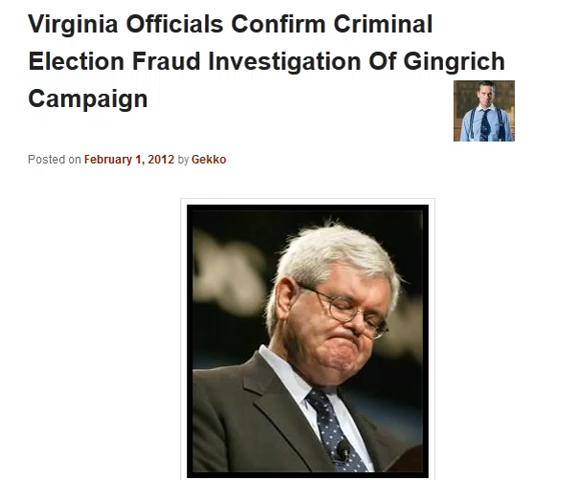 Virginia Officials Confirm Criminal
Election Fraud Investigation Of Gingrich
Campaign
Posted on February 1, 2012 by Gekko